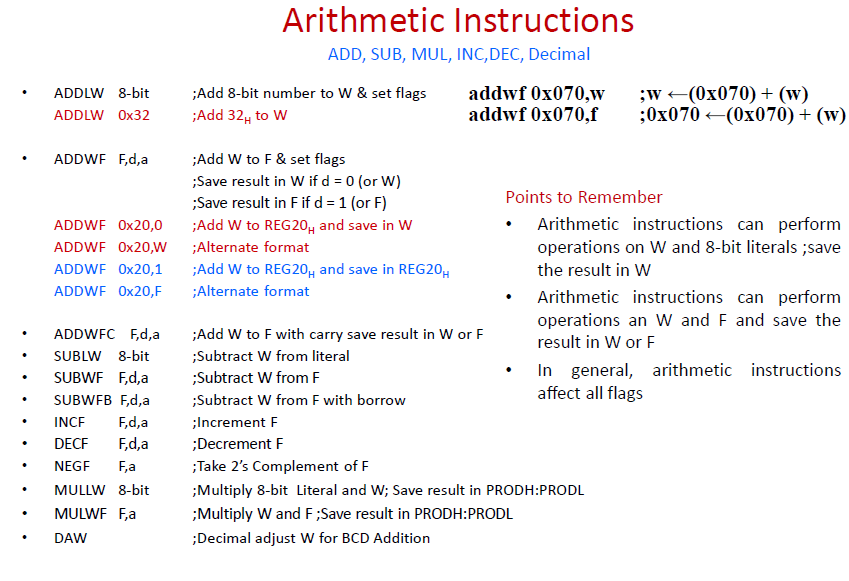 Arithmetic Instructions
ADD, SUB, MUL, INC,DEC, Decimal
• ADDLW 8-bit ;Add 8-bit number to W & set flags
ADDLW 0x32 ;Add 32H to W
addwf 0x070,w ;w ←(0x070) + (w)
addwf 0x070,f ;0x070 ←(0x070) + (w)
• ADDWF F,d,a ;Add W to F & set flags
;Save result in W if d = 0 (or W)
;Save result in F if d = 1 (or F)
ADDWF 0x20,0 ;Add W to REG20H and save in W
ADDWF 0x20,W ;Alternate format
ADDWF 0x20,1 ;Add W to REG20H and save in REG20H
ADDWF 0x20,F ;Alternate format
• ADDWFC F,d,a ;Add W to F with carry save result in W or F
• SUBLW 8-bit ;Subtract W from literal
• SUBWF F,d,a ;Subtract W from F
• SUBWFB F,d,a ;Subtract W from F with borrow
• INCF F,d,a ;Increment F
• DECF F,d,a ;Decrement F
• NEGF F,a ;Take 2’s Complement of F
• MULLW 8-bit ;Multiply 8-bit Literal and W; Save result in PRODH:PRODL
• MULWF F,a ;Multiply W and F ;Save result in PRODH:PRODL
• DAW ;Decimal adjust W for BCD Addition
Points to Remember
• Arithmetic instructions can perform
operations on W and 8-bit literals ;save
the result in W
• Arithmetic instructions can perform
operations an W and F and save the
result in W or F
• In general, arithmetic instructions
affect all flags